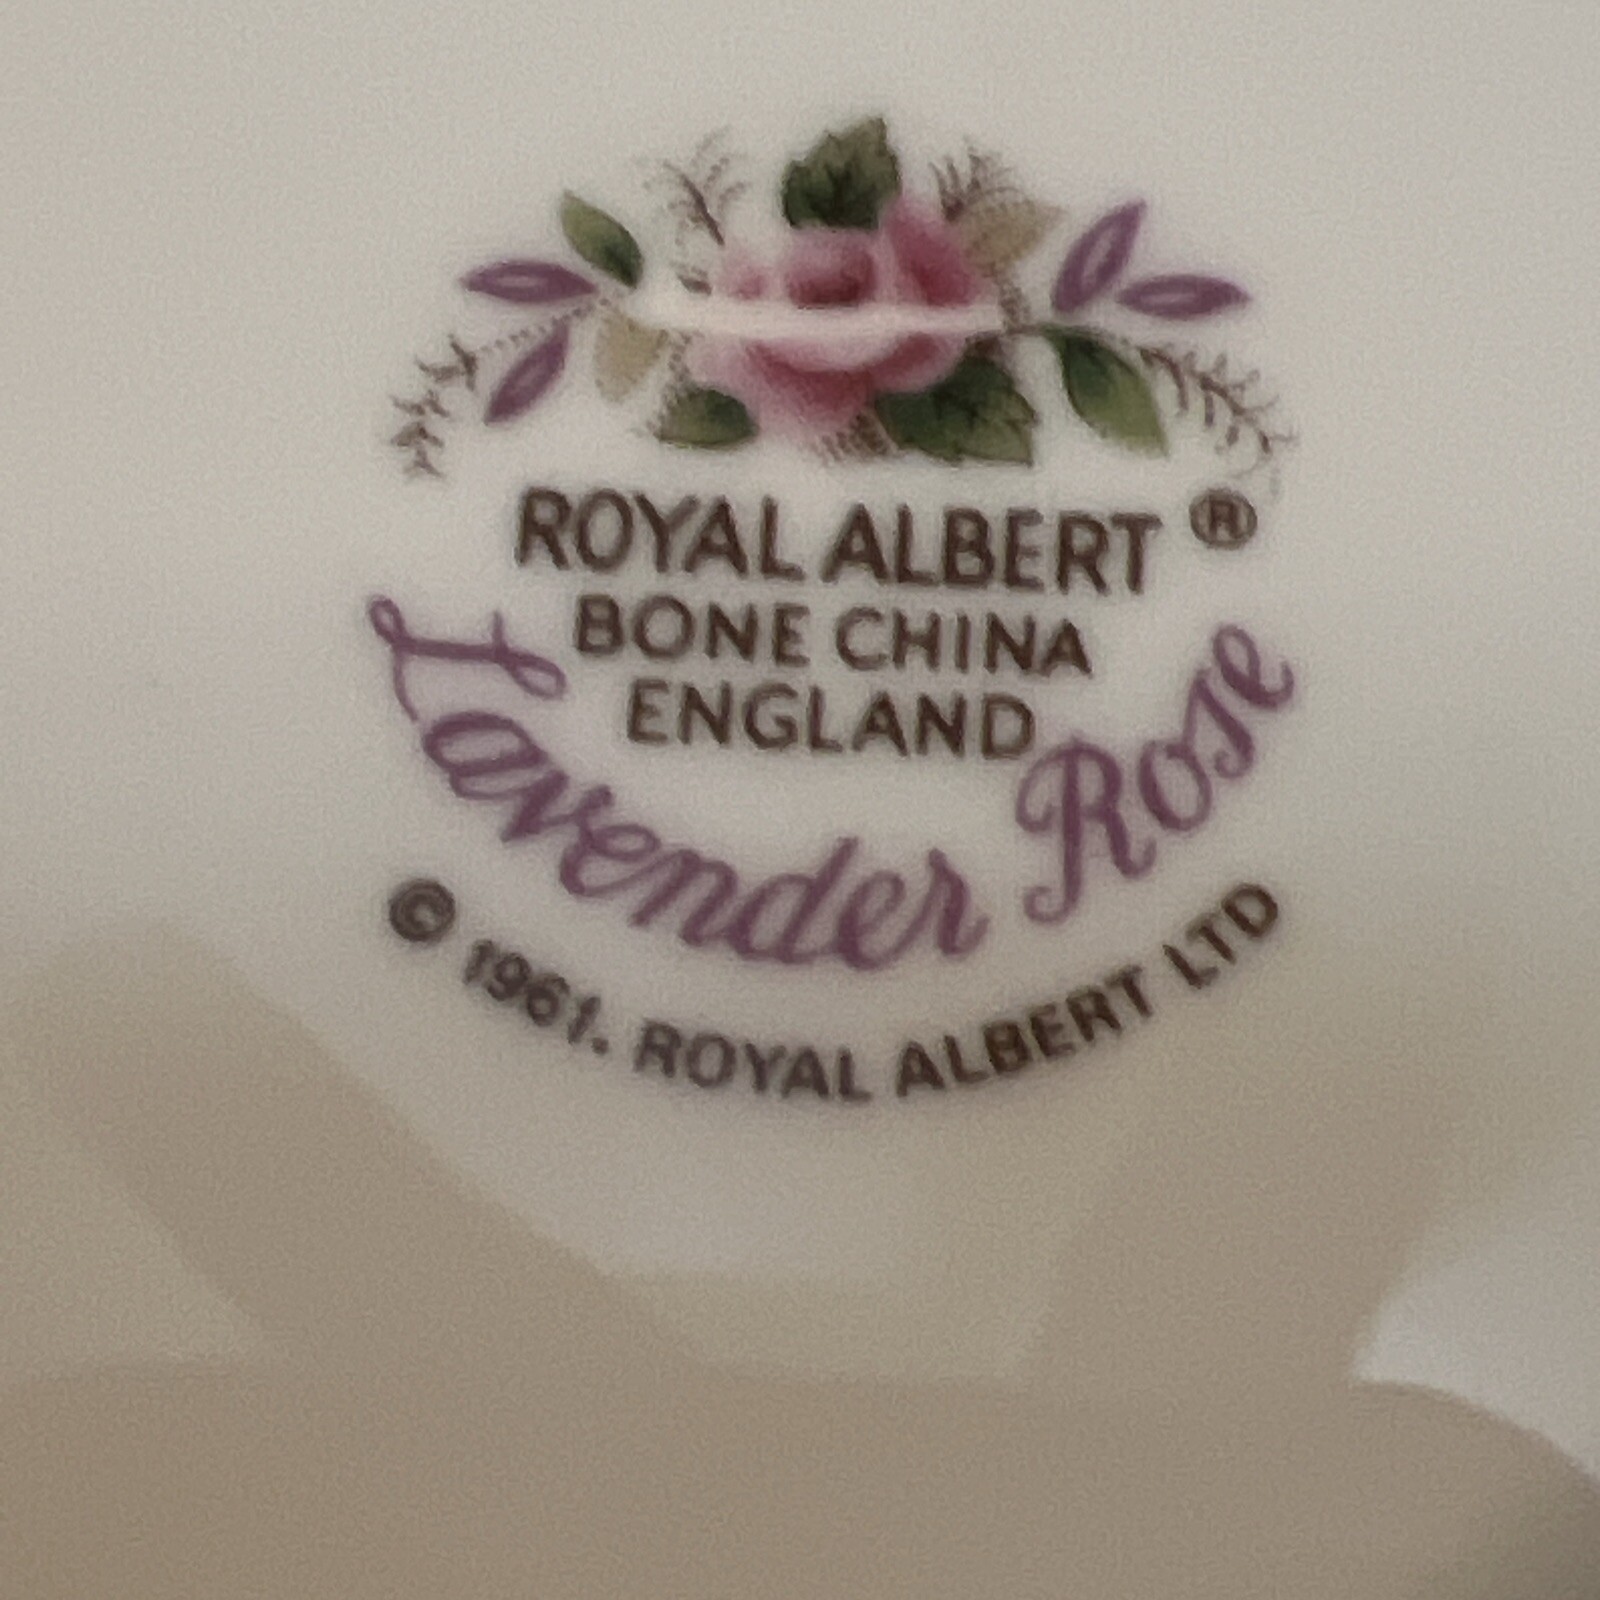 ROYAL ALBERT ®
BONE CHINA
ENGLAND
Lavender Rose
© 1961. ROYAL ALBERT LTD